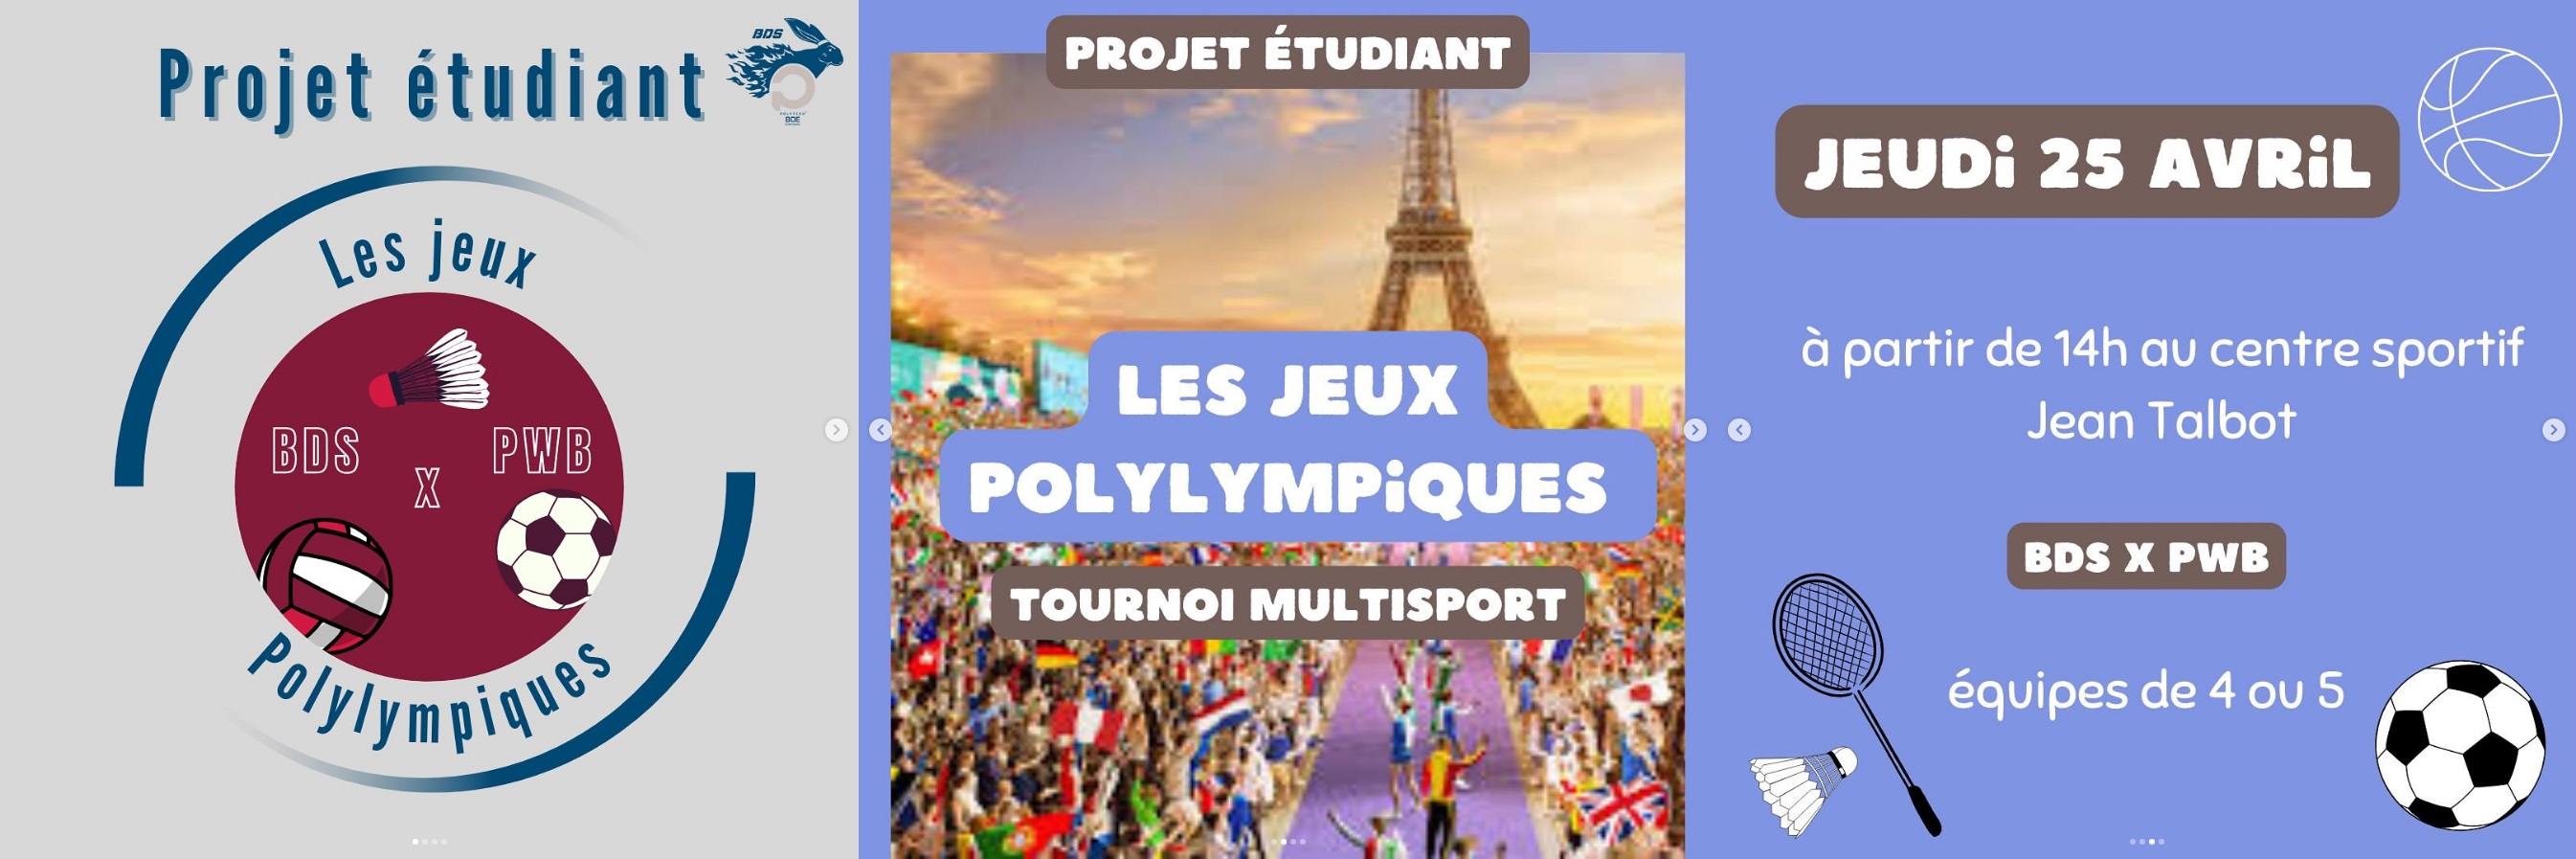 Projet étudiant
BDS
BDE
Les jeux
BDS
PWB
X
Polylympiques
PROJET ÉTUDIANT
LES JEUX
POLYLYMPiQUES
TOURNOI MULTISPORT
JEUDi 25 AVRiL
à partir de 14h au centre sportif
Jean Talbot
BDS X PWB
équipes de 4 ou 5